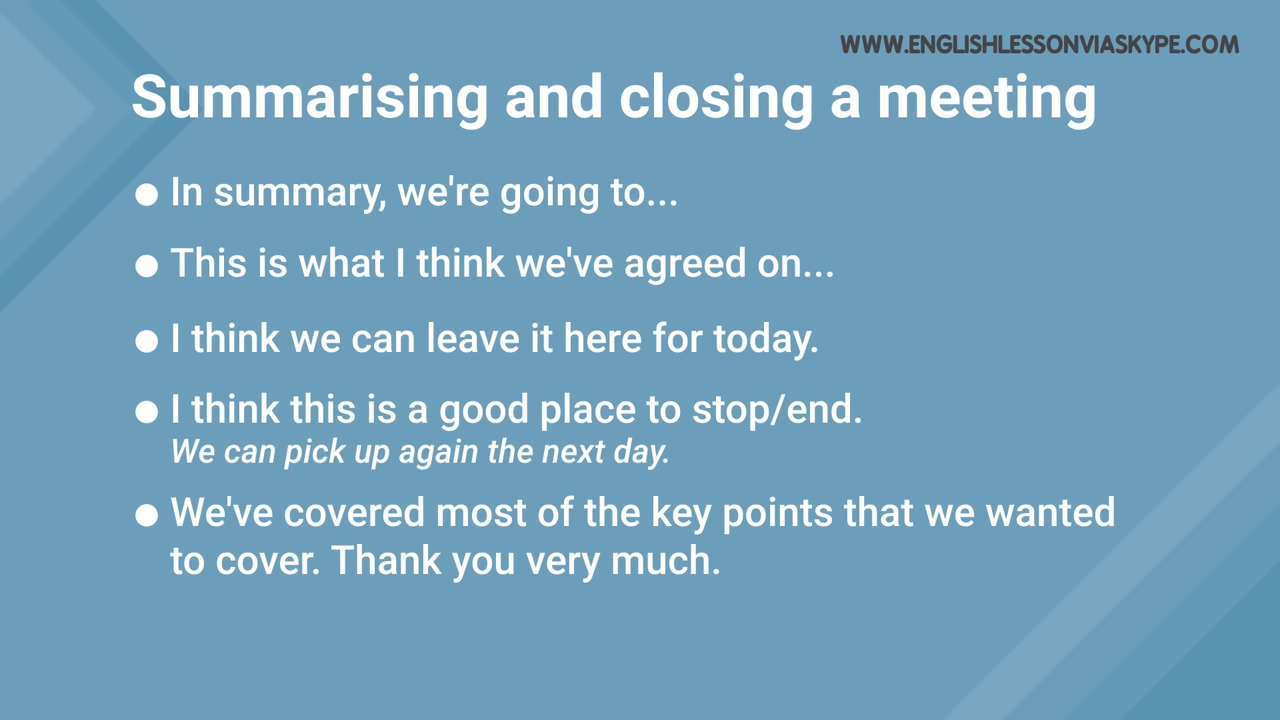 WWW.ENGLISHLESSONVIASKYPE.COM
Summarising and closing a meeting
● In summary, we're going to...
● This is what I think we've agreed on...
● I think we can leave it here for today.
● I think this is a good place to stop/end.
We can pick up again the next day.
● We've covered most of the key points that we wanted
to cover. Thank you very much.